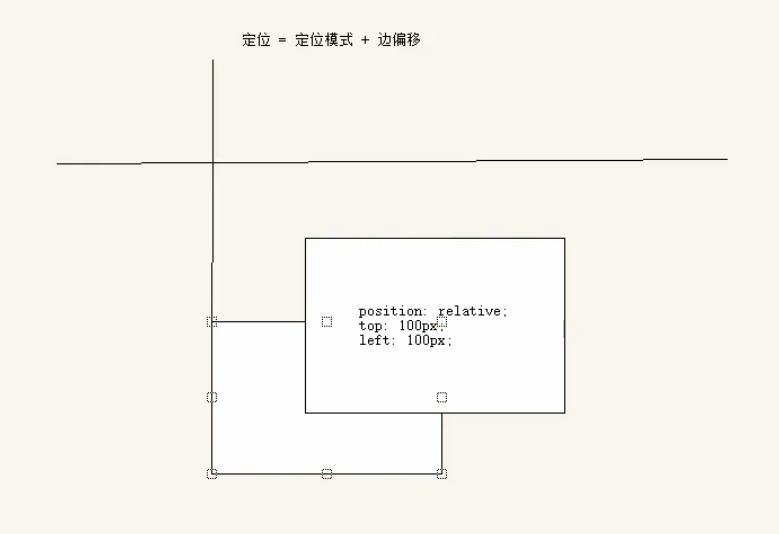 定位 = 定位模式 + 边偏移
position: relative;
top: 100px;
left: 100px;